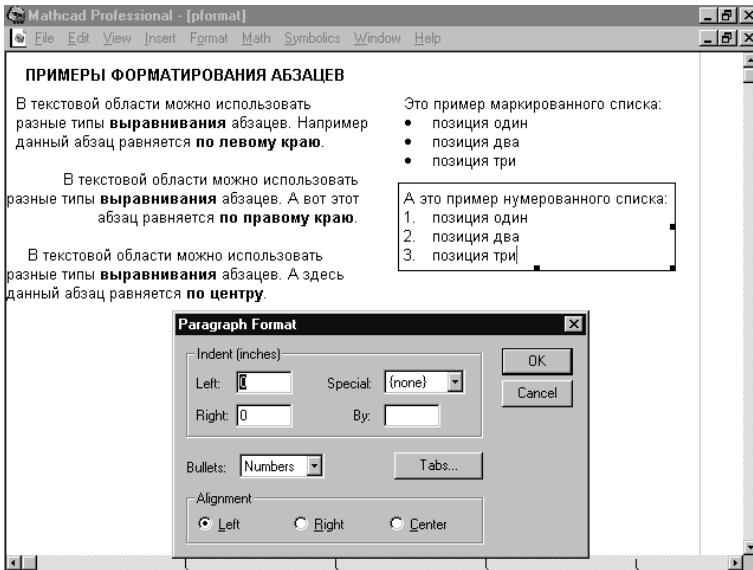 Mathcad Professional - [pformat]
File Edit View Insert Format Math Symbolics Window Help
ПРИМЕРЫ ФОРМАТИРОВАНИЯ АБЗАЦЕВ
В текстовой области можно использовать
разные типы выравнивания абзацев. Например
данный абзац равняется по левому краю.
В текстовой области можно использовать
разные типы выравнивания абзацев. А вот этот
абзац равняется по правому краю.
В текстовой области можно использовать
разные типы выравнивания абзацев. А здесь
данный абзац равняется по центру.
Это пример маркированного списка:
• позиция один
• позиция два
• позиция три
А это пример нумерованного списка:
1. позиция один
2. позиция два
3. позиция три
Paragraph Format
Indent (inches)
Left: 0 Special: {none}
Right: 0 By:
OK
Cancel
Bullets: Numbers Tabs...
Alignment
Left Right Center